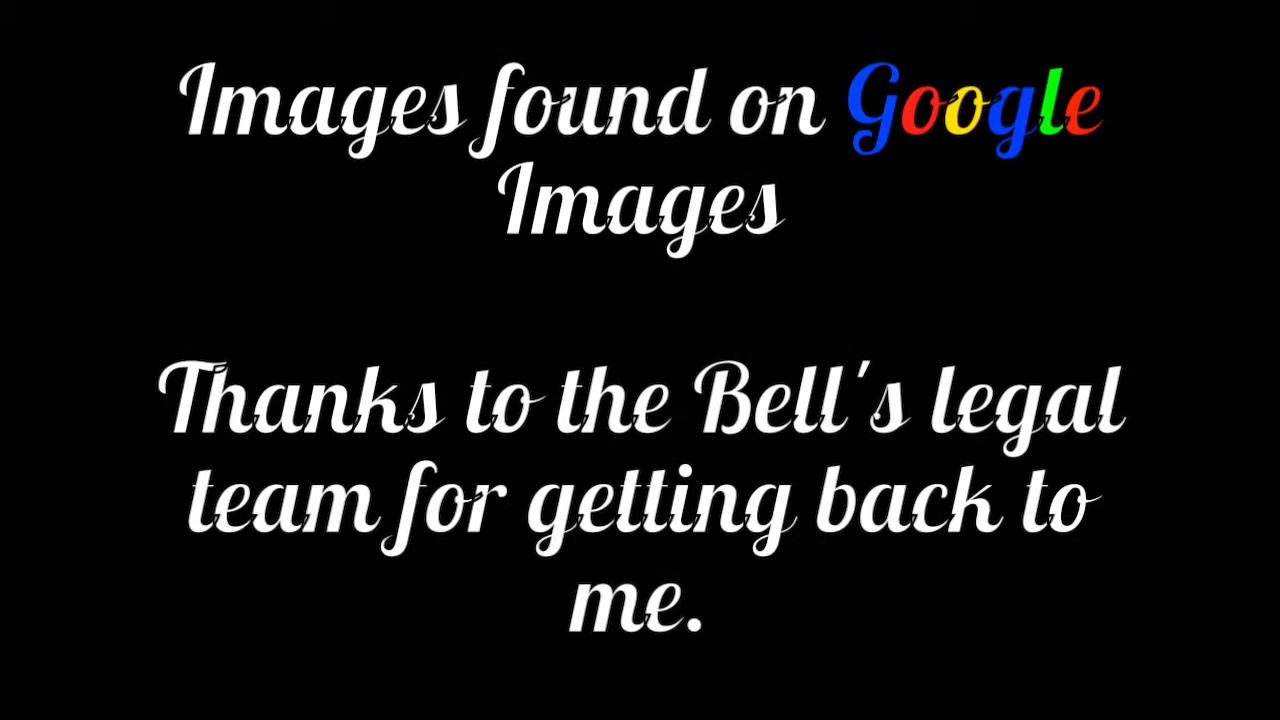 Images found on Google
Images
Thanks to the Bell's legal
team for getting back to
me.